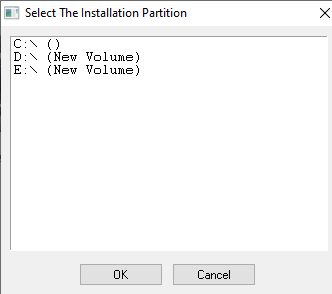 Select The Installation Partition
C:\ ()
D:\ (New Volume)
E:\ (New Volume)
OK
Cancel